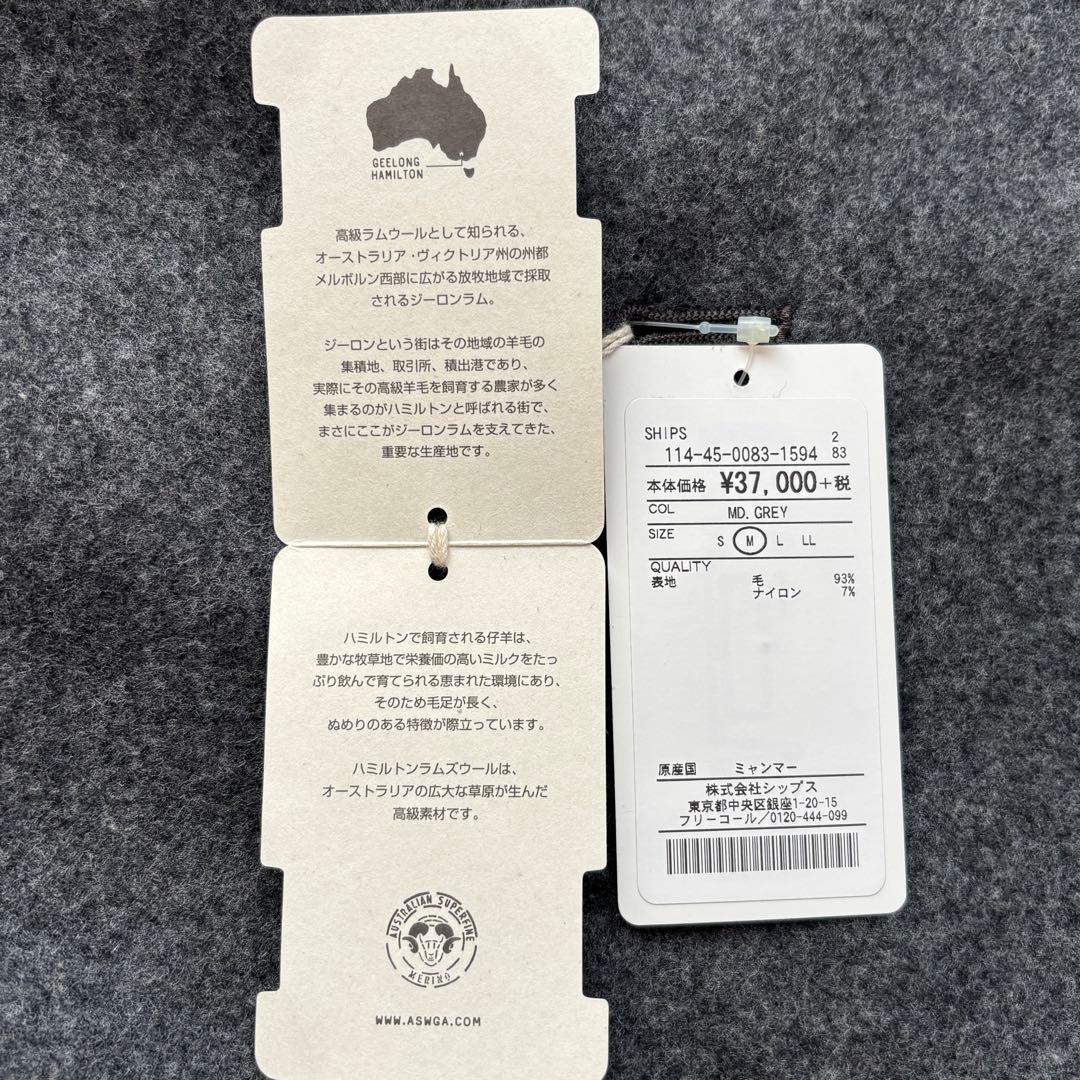 GEELONG
HAMILTON
高級ラムウールとして知られる、
オーストラリア・ヴィクトリア州の州都
メルボルン西部に広がる放牧地域で採取
されるジーロンラム。
ジーロンという街はその地域の羊毛の
集積地、取引所、積出港であり、
実際にその高級羊毛を飼育する農家が多く
集まるのがハミルトンと呼ばれる街で、
まさにここがジーロンラムを支えてきた、
重要な生産地です。
ハミルトンで飼育される仔羊は、
豊かな牧草地で栄養価の高いミルクをたっ
ぷり飲んで育てられる恵まれた環境にあり、
そのため毛足が長く、
ぬめりのある特徴が際立っています。
ハミルトンラムズウールは、
オーストラリアの広大な草原が生んだ
高級素材です。
AUSTRALIAN SUPERFINE
MERINO
WWW.ASWGA.COM
SHIPS 2
114-45-0083-1594 83
本体価格 ¥37,000+税
COL MD.GREY
SIZE S M L LL
QUALITY
表地 毛 93%
ナイロン 7%
原産国 ミャンマー
株式会社シップス
東京都中央区銀座1-20-15
フリーコール/0120-444-099